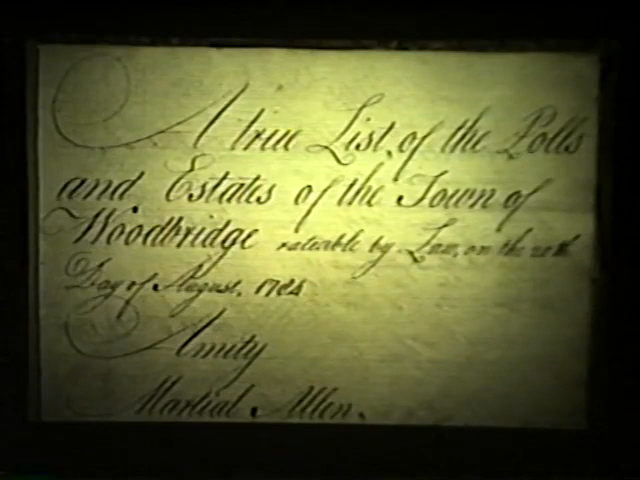 A true List of the Polls
and Estates of the Town of
Woodbridge rateable by Law, on the 20th
Day of August, 1784
Amity
Martial Allen.